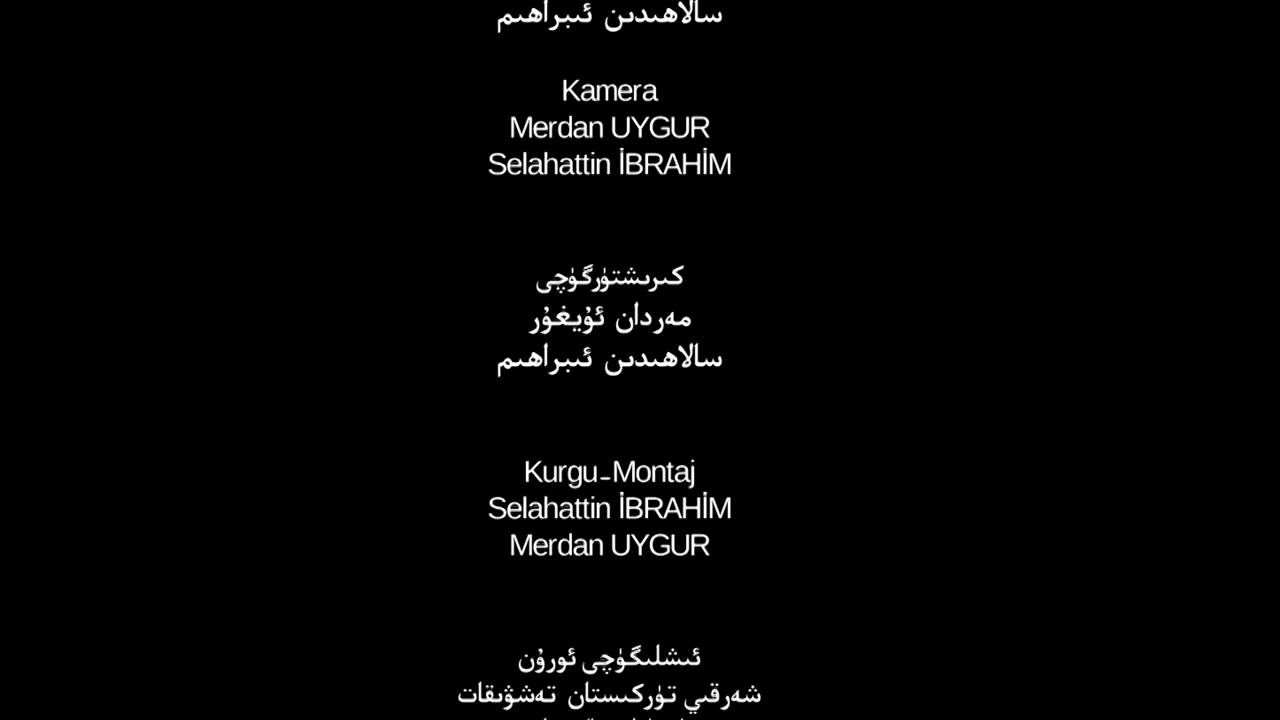 سالاھىدىن ئىبراھىم
Kamera
Merdan UYGUR
Selahattin İBRAHİM
كىرىشتۈرگۈچى
مەردان ئۇيغۇر
سالاھىدىن ئىبراھىم
Kurgu-Montaj
Selahattin İBRAHİM
Merdan UYGUR
ئىشلىگۈچى ئورۇن
شەرقىي تۈركىستان تەشۋىقات